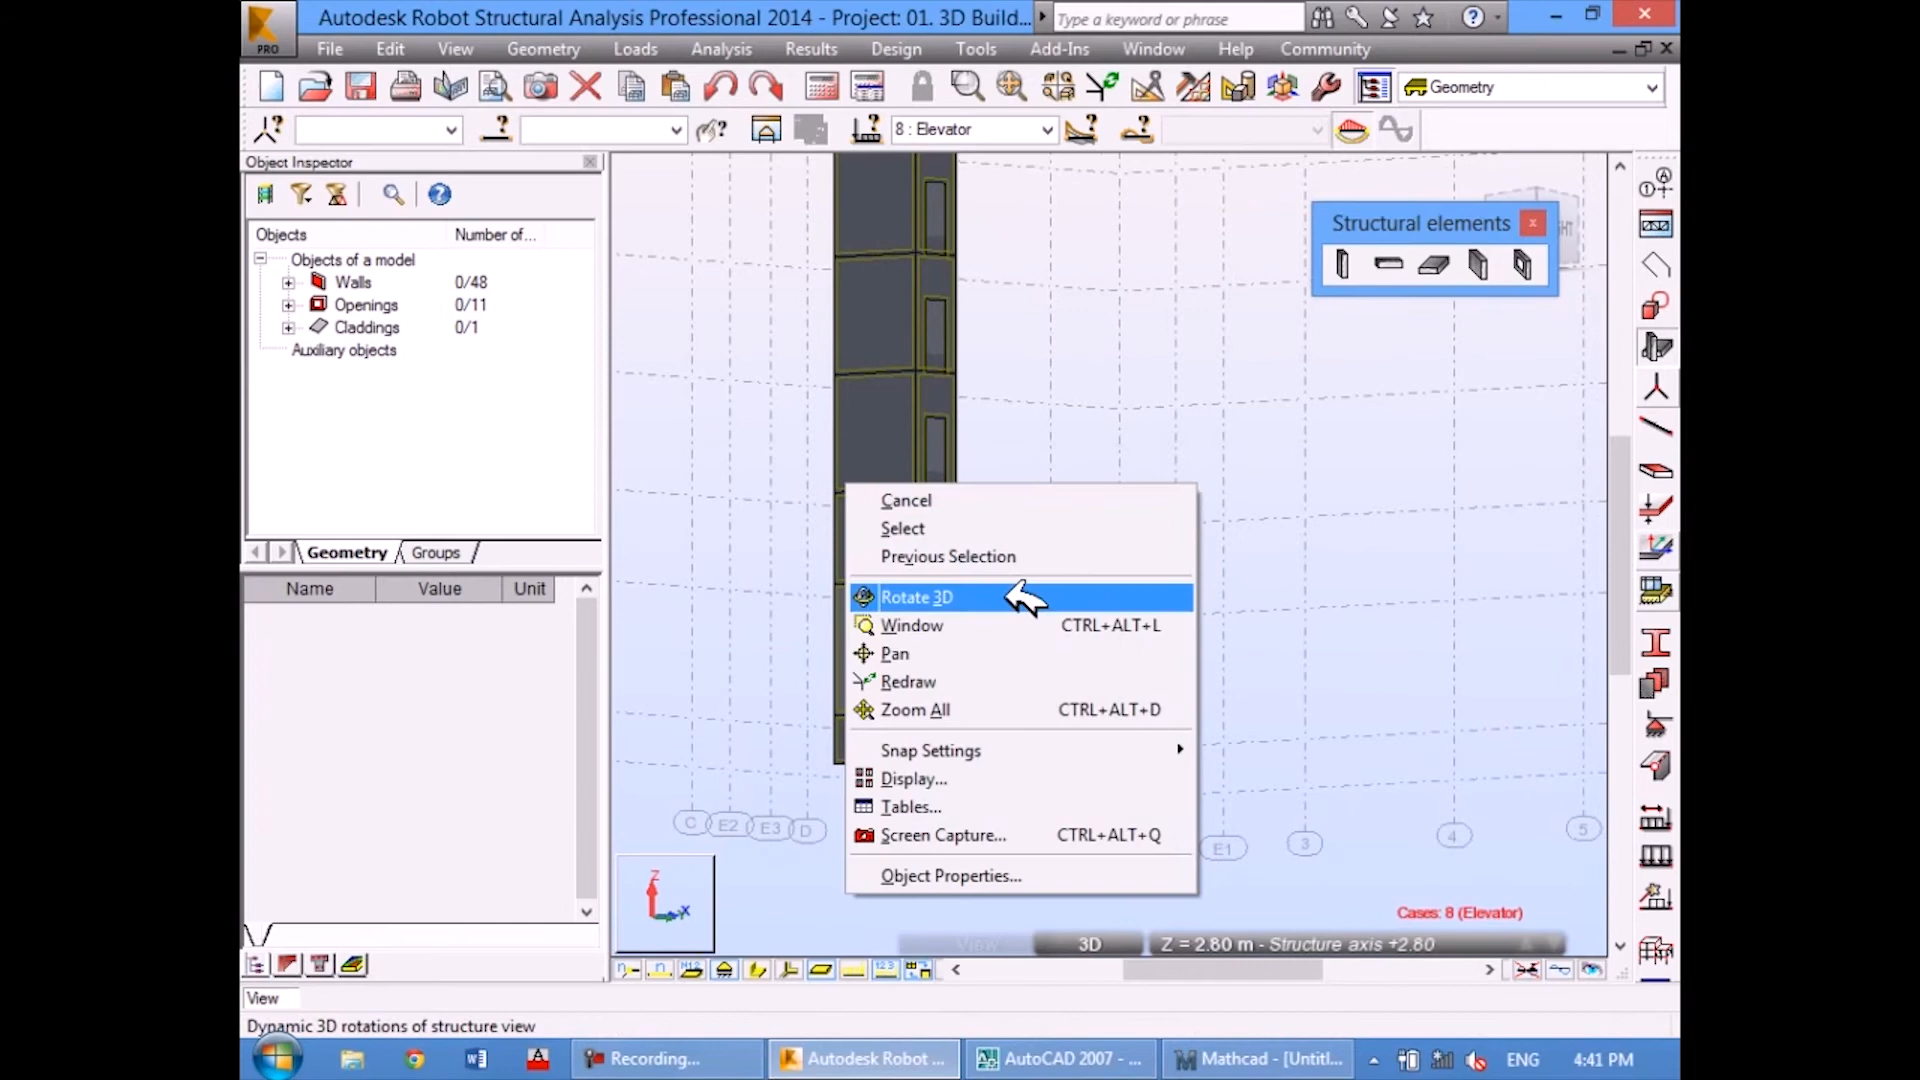 PRO
Autodesk Robot Structural Analysis Professional 2014 - Project: 01. 3D Build...
Type a keyword or phrase
File Edit View Geometry Loads Analysis Results Design Tools Add-Ins Window Help Community
Geometry
8 : Elevator
Object Inspector
Structural elements
Objects Number of...
Objects of a model
Walls 0/48
Openings 0/11
Claddings 0/1
Auxiliary objects
Geometry Groups
Name Value Unit
Cancel
Select
Previous Selection
Rotate 3D
Window CTRL+ALT+L
Pan
Redraw
Zoom All CTRL+ALT+D
Snap Settings
Display...
Tables...
Screen Capture... CTRL+ALT+Q
Object Properties...
C E2 E3 D E1 3 4 5
Z
X
Cases: 8 (Elevator)
View 3D Z = 2.80 m - Structure axis +2.80
View
Dynamic 3D rotations of structure view
Recording... Autodesk Robot ... AutoCAD 2007 - ... Mathcad - [Untitl... ENG 4:41 PM